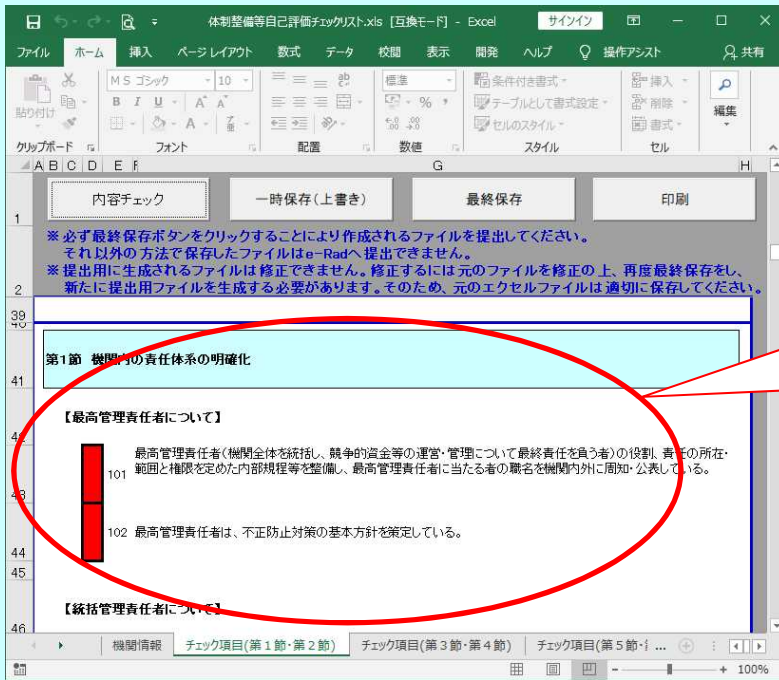 体制整備等自己評価チェックリスト.xls [互換モード] - Excel
サインイン
ファイル ホーム 挿入 ページ レイアウト 数式 データ 校閲 表示 開発 ヘルプ 操作アシスト 共有
貼り付け
MS ゴシック 10
B I U A A
A
標準
% ,
条件付き書式
テーブルとして書式設定
セルのスタイル
挿入
削除
書式
編集
クリップボード フォント 配置 数値 スタイル セル
A B C D E F G H
1 内容チェック 一時保存(上書き) 最終保存 印刷
※必ず最終保存ボタンをクリックすることにより作成されるファイルを提出してください。
それ以外の方法で保存したファイルはe-Radへ提出できません。
※提出用に生成されるファイルは修正できません。修正するには元のファイルを修正の上、再度最終保存をし、
2 新たに提出用ファイルを生成する必要があります。そのため、元のエクセルファイルは適切に保存してください。
39
40
第1節 機関内の責任体系の明確化
41
【最高管理責任者について】
42
最高管理責任者(機関全体を統括し、競争的資金等の運営・管理について最終責任を負う者)の役割、責任の所在・
101 範囲と権限を定めた内部規程等を整備し、最高管理責任者に当たる者の職名を機関内外に周知・公表している。
43
102 最高管理責任者は、不正防止対策の基本方針を策定している。
44
45
【統括管理責任者について】
46
機関情報 チェック項目(第1節・第2節) チェック項目(第3節・第4節) チェック項目(第5節・ ...
100%